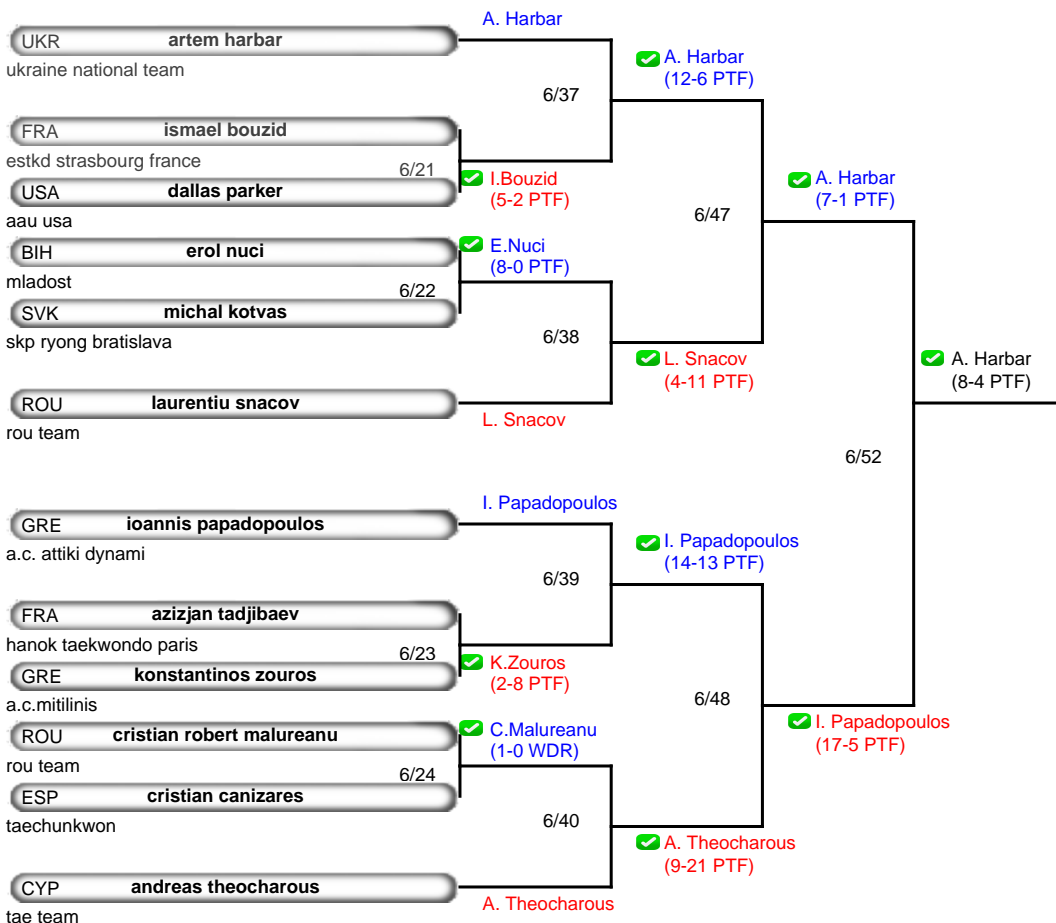 A. Harbar
UKR artem harbar
ukraine national team
A. Harbar
(12-6 PTF)
6/37
FRA ismael bouzid
estkd strasbourg france
6/21
I.Bouzid
(5-2 PTF)
USA dallas parker
aau usa
A. Harbar
(7-1 PTF)
6/47
BIH erol nuci
mladost
E.Nuci
(8-0 PTF)
6/22
SVK michal kotvas
skp ryong bratislava
6/38
L. Snacov
(4-11 PTF)
A. Harbar
(8-4 PTF)
ROU laurentiu snacov
rou team
L. Snacov
6/52
I. Papadopoulos
GRE ioannis papadopoulos
a.c. attiki dynami
I. Papadopoulos
(14-13 PTF)
6/39
FRA azizjan tadjibaev
hanok taekwondo paris
6/23
K.Zouros
(2-8 PTF)
GRE konstantinos zouros
a.c.mitilinis
6/48
I. Papadopoulos
(17-5 PTF)
ROU cristian robert malureanu
rou team
C.Malureanu
(1-0 WDR)
6/24
ESP cristian canizares
taechunkwon
6/40
A. Theocharous
(9-21 PTF)
CYP andreas theocharous
tae team
A. Theocharous